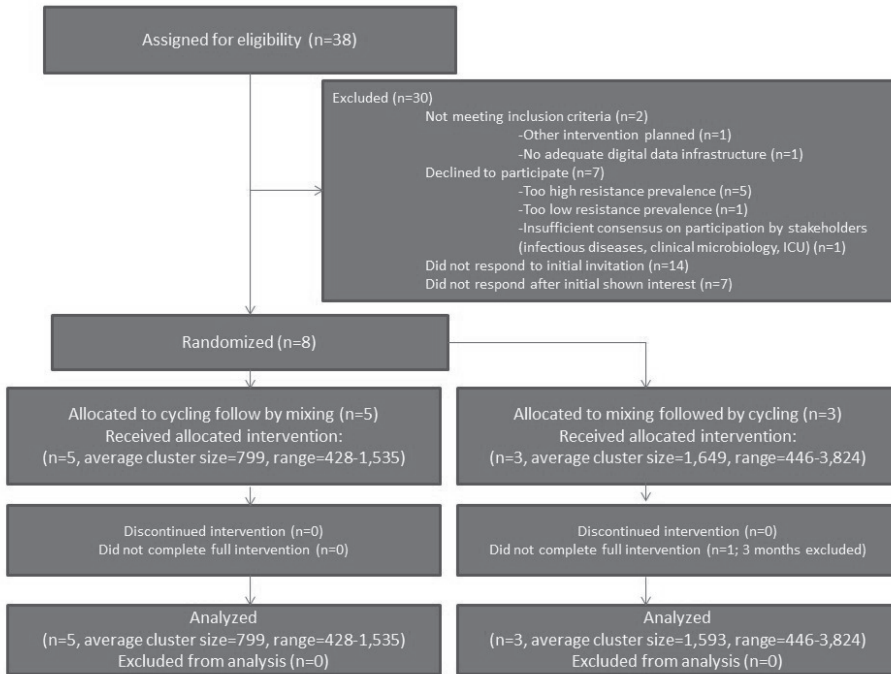 Assigned for eligibility (n=38)
Excluded (n=30)
Not meeting inclusion criteria (n=2)
-Other intervention planned (n=1)
-No adequate digital data infrastructure (n=1)
Declined to participate (n=7)
-Too high resistance prevalence (n=5)
-Too low resistance prevalence (n=1)
-Insufficient consensus on participation by stakeholders
(infectious diseases, clinical microbiology, ICU) (n=1)
Did not respond to initial invitation (n=14)
Did not respond after initial shown interest (n=7)
Randomized (n=8)
Allocated to cycling follow by mixing (n=5)
Received allocated intervention:
(n=5, average cluster size=799, range=428-1,535)
Allocated to mixing followed by cycling (n=3)
Received allocated intervention:
(n=3, average cluster size=1,649, range=446-3,824)
Discontinued intervention (n=0)
Did not complete full intervention (n=0)
Discontinued intervention (n=0)
Did not complete full intervention (n=1; 3 months excluded)
Analyzed
(n=5, average cluster size=799, range=428-1,535)
Excluded from analysis (n=0)
Analyzed
(n=3, average cluster size=1,593, range=446-3,824)
Excluded from analysis (n=0)